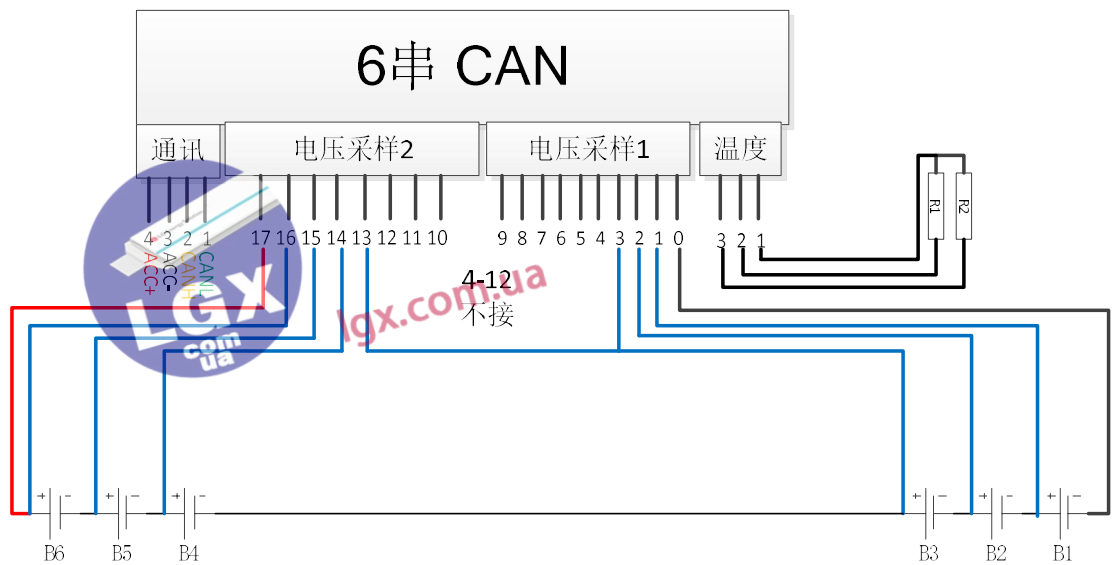 6串 CAN
通讯
电压采样2
电压采样1
温度
R1
R2
4 3 2 1
17 16 15 14 13 12 11 10
9 8 7 6 5 4 3 2 1 0
3 2 1
ACC+
ACC-
CANH
CANL
4-12
不接
LGX
com
ua
lgx.com.ua
+ -
+ -
+ -
+ -
+ -
+ -
B6
B5
B4
B3
B2
B1